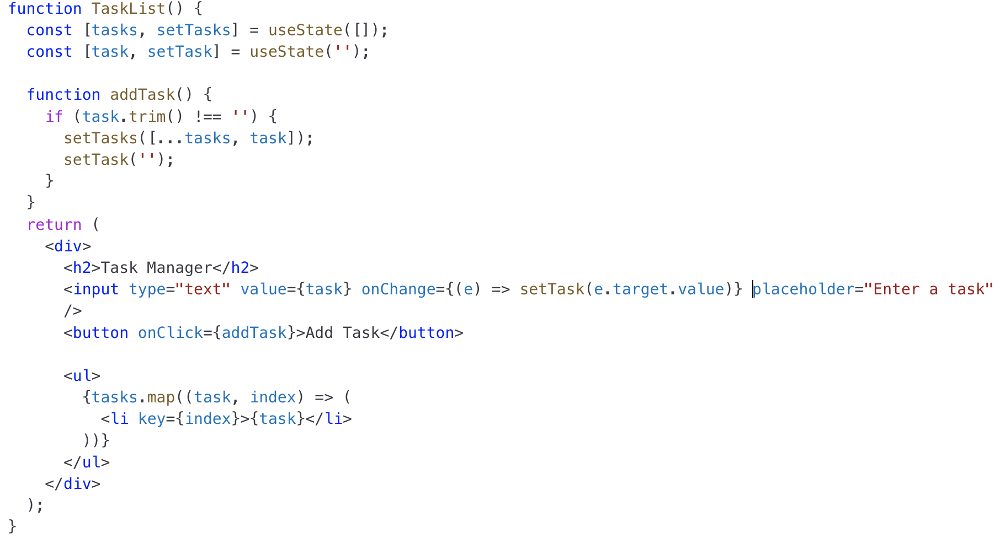 function TaskList() {
  const [tasks, setTasks] = useState([]);
  const [task, setTask] = useState('');

  function addTask() {
    if (task.trim() !== '') {
      setTasks([...tasks, task]);
      setTask('');
    }
  }
  return (
    <div>
      <h2>Task Manager</h2>
      <input type="text" value={task} onChange={(e) => setTask(e.target.value)} placeholder="Enter a task"
      />
      <button onClick={addTask}>Add Task</button>

      <ul>
        {tasks.map((task, index) => (
          <li key={index}>{task}</li>
        ))}
      </ul>
    </div>
  );
}